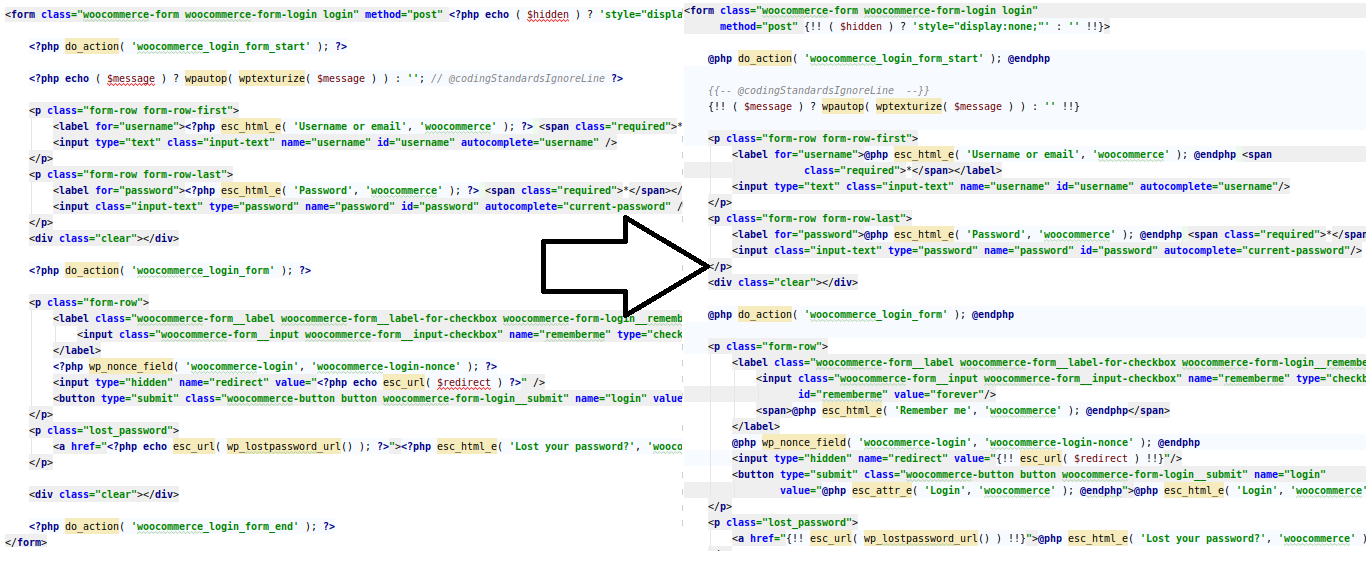 <form class="woocommerce-form woocommerce-form-login login" method="post" <?php echo ( $hidden ) ? 'style="displa
<?php do_action( 'woocommerce_login_form_start' ); ?>
<?php echo ( $message ) ? wpautop( wptexturize( $message ) ) : ''; // @codingStandardsIgnoreLine ?>
<p class="form-row form-row-first">
<label for="username"><?php esc_html_e( 'Username or email', 'woocommerce' ); ?> <span class="required">*
<input type="text" class="input-text" name="username" id="username" autocomplete="username" />
</p>
<p class="form-row form-row-last">
<label for="password"><?php esc_html_e( 'Password', 'woocommerce' ); ?> <span class="required">*</span></
<input class="input-text" type="password" name="password" id="password" autocomplete="current-password" /
</p>
<div class="clear"></div>
<?php do_action( 'woocommerce_login_form' ); ?>
<p class="form-row">
<label class="woocommerce-form__label woocommerce-form__label-for-checkbox woocommerce-form-login__rememb
<input class="woocommerce-form__input woocommerce-form__input-checkbox" name="rememberme" type="check
</label>
<?php wp_nonce_field( 'woocommerce-login', 'woocommerce-login-nonce' ); ?>
<input type="hidden" name="redirect" value="<?php echo esc_url( $redirect ) ?>" />
<button type="submit" class="woocommerce-button button woocommerce-form-login__submit" name="login" value
</p>
<p class="lost_password">
<a href="<?php echo esc_url( wp_lostpassword_url() ); ?>"><?php esc_html_e( 'Lost your password?', 'wooco
</p>
<div class="clear"></div>
<?php do_action( 'woocommerce_login_form_end' ); ?>
</form>
<form class="woocommerce-form woocommerce-form-login login"
method="post" {!! ( $hidden ) ? 'style="display:none;"' : '' !!}>
@php do_action( 'woocommerce_login_form_start' ); @endphp
{{-- @codingStandardsIgnoreLine  --}}
{!! ( $message ) ? wpautop( wptexturize( $message ) ) : '' !!}
<p class="form-row form-row-first">
<label for="username">@php esc_html_e( 'Username or email', 'woocommerce' ); @endphp <span
class="required">*</span></label>
<input type="text" class="input-text" name="username" id="username" autocomplete="username"/>
</p>
<p class="form-row form-row-last">
<label for="password">@php esc_html_e( 'Password', 'woocommerce' ); @endphp <span class="required">*</span
<input class="input-text" type="password" name="password" id="password" autocomplete="current-password"/>
</p>
<div class="clear"></div>
@php do_action( 'woocommerce_login_form' ); @endphp
<p class="form-row">
<label class="woocommerce-form__label woocommerce-form__label-for-checkbox woocommerce-form-login__rememb
<input class="woocommerce-form__input woocommerce-form__input-checkbox" name="rememberme" type="checkb
id="rememberme" value="forever"/>
<span>@php esc_html_e( 'Remember me', 'woocommerce' ); @endphp</span>
</label>
@php wp_nonce_field( 'woocommerce-login', 'woocommerce-login-nonce' ); @endphp
<input type="hidden" name="redirect" value="{!! esc_url( $redirect ) !!}"/>
<button type="submit" class="woocommerce-button button woocommerce-form-login__submit" name="login"
value="@php esc_attr_e( 'Login', 'woocommerce' ); @endphp">@php esc_html_e( 'Login', 'woocommerce'
</p>
<p class="lost_password">
<a href="{!! esc_url( wp_lostpassword_url() ) !!}">@php esc_html_e( 'Lost your password?', 'woocommerce' )